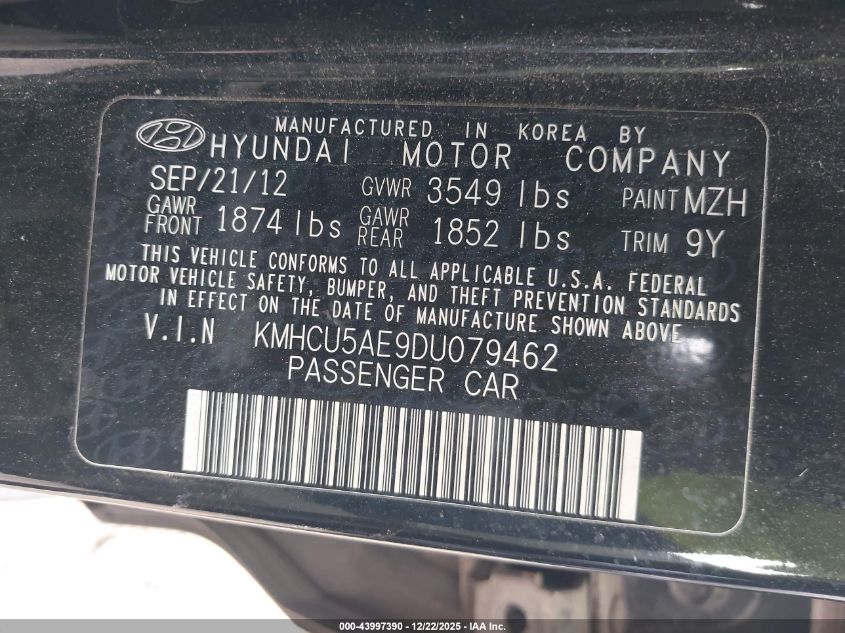 MANUFACTURED IN KOREA BY
HYUNDAI MOTOR COMPANY
SEP/21/12 GVWR 3549 lbs PAINT MZH
GAWR FRONT 1874 lbs GAWR REAR 1852 lbs TRIM 9Y
THIS VEHICLE CONFORMS TO ALL APPLICABLE U.S.A. FEDERAL
MOTOR VEHICLE SAFETY, BUMPER, AND THEFT PREVENTION STANDARDS
IN EFFECT ON THE DATE OF MANUFACTURE SHOWN ABOVE
V.I.N KMHCU5AE9DU079462
PASSENGER CAR
000-43997390 - 12/22/2025 - IAA Inc.